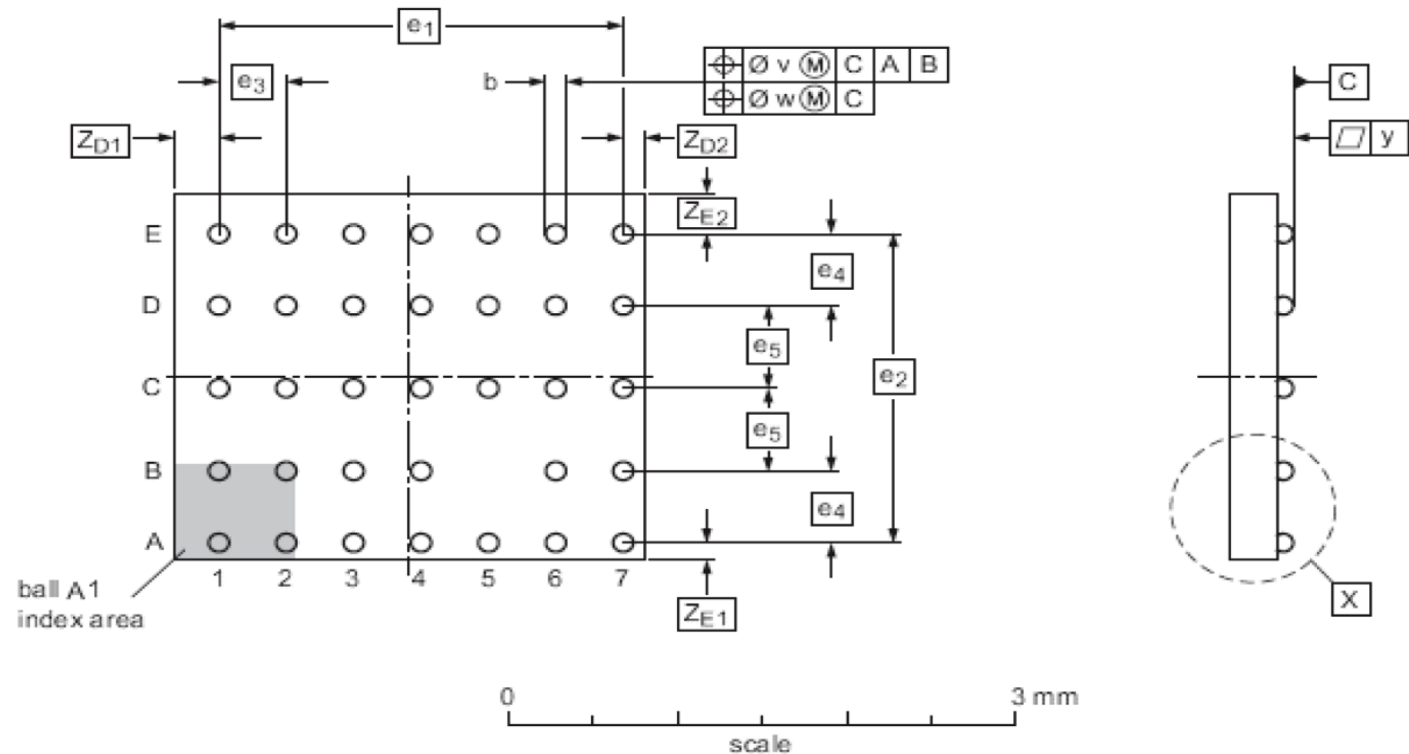 e1
e3
b
Ø v Ⓜ C A B
Ø w Ⓜ C
C
y
ZD1
ZD2
ZE2
E
e4
D
e5
e2
C
e5
B
e4
A
1 2 3 4 5 6 7
ball A1
index area
ZE1
X
0 3 mm
scale